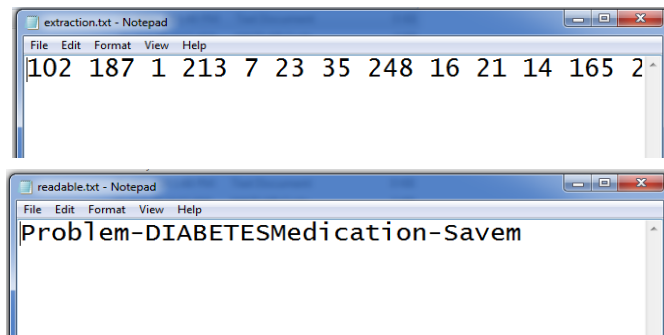 extraction.txt - Notepad
File Edit Format View Help
102 187 1 213 7 23 35 248 16 21 14 165 2
readable.txt - Notepad
File Edit Format View Help
Problem-DIABETESMedication-Savem